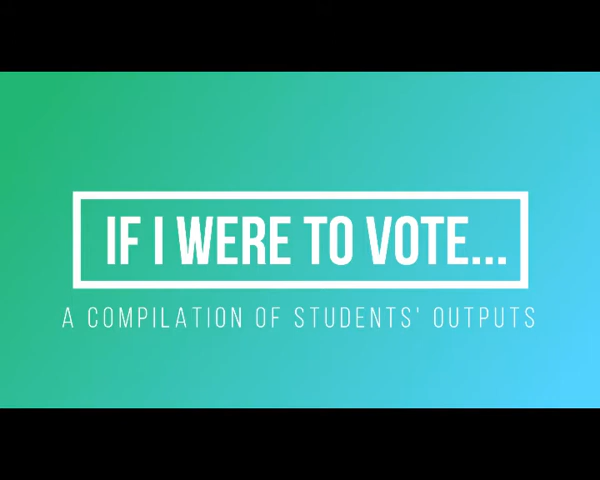 IF I WERE TO VOTE...
A COMPILATION OF STUDENTS' OUTPUTS